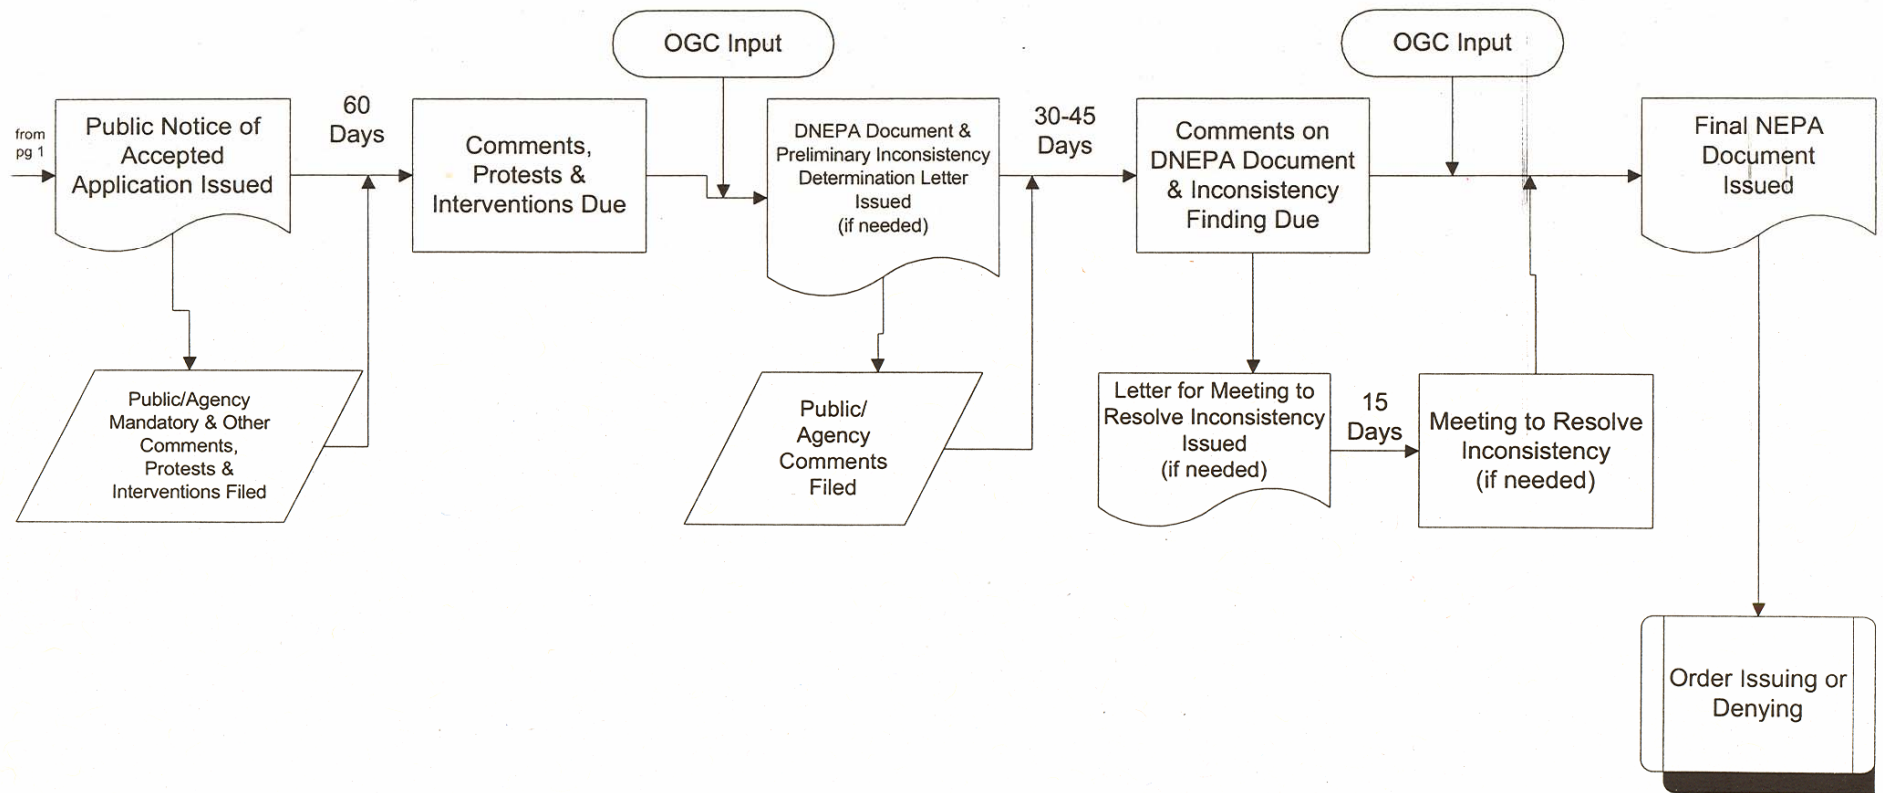 OGC Input
OGC Input
from
pg 1
Public Notice of
Accepted
Application Issued
60
Days
Comments,
Protests &
Interventions Due
DNEPA Document &
Preliminary Inconsistency
Determination Letter
Issued
(if needed)
30-45
Days
Comments on
DNEPA Document
& Inconsistency
Finding Due
Final NEPA
Document
Issued
Public/Agency
Mandatory & Other
Comments,
Protests &
Interventions Filed
Public/
Agency
Comments
Filed
Letter for Meeting to
Resolve Inconsistency
Issued
(if needed)
15
Days
Meeting to Resolve
Inconsistency
(if needed)
Order Issuing or
Denying